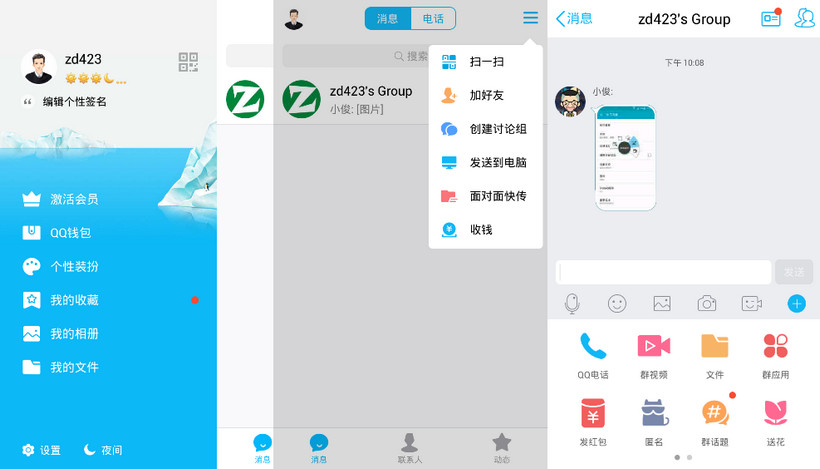 zd423
编辑个性签名
激活会员
QQ钱包
个性装扮
我的收藏
我的相册
我的文件
设置
夜间
消息
消息
电话
搜索
zd423's Group
小俊: [图片]
扫一扫
加好友
创建讨论组
发送到电脑
面对面快传
收钱
消息
联系人
动态
消息
zd423's Group
下午 10:08
小俊:
发送
QQ电话
群视频
文件
群应用
发红包
匿名
群话题
送花